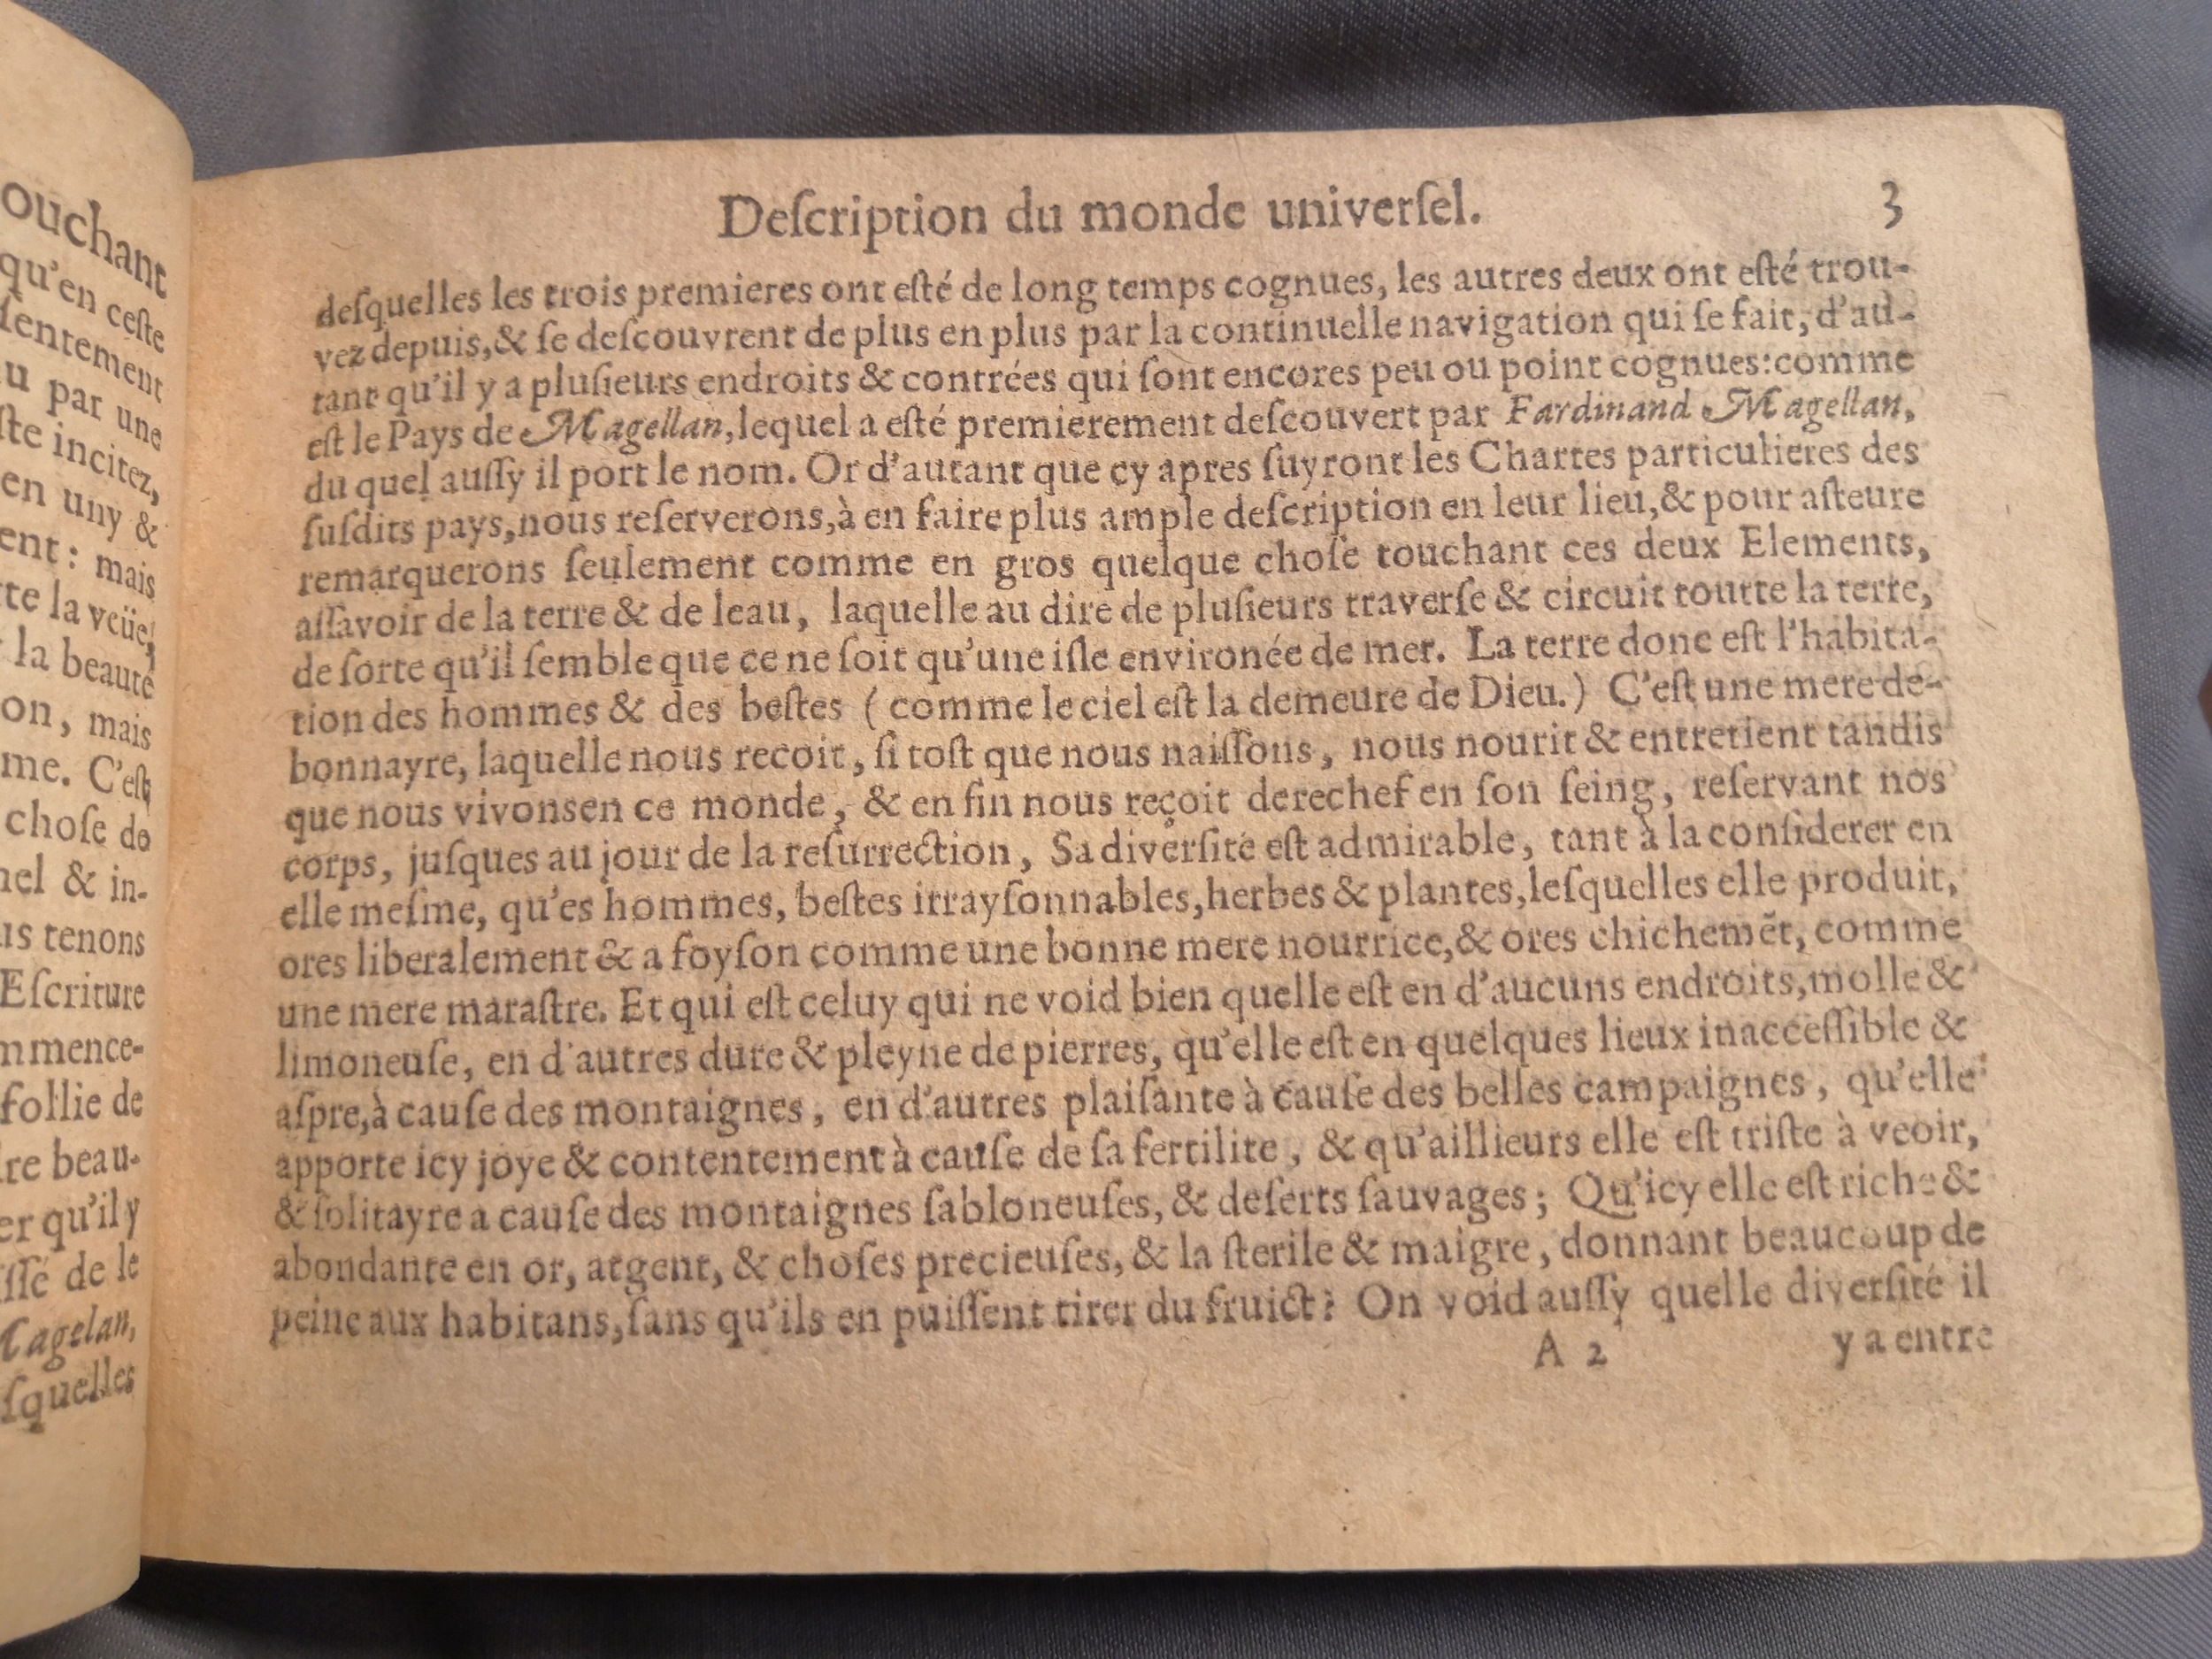 ouchant
qu'en ceste
sentement
u par une
ste incitez,
en uny &
ent: mais
te la veüe,
la beauté
on, mais
me. C'est
chose de
nel & in-
us tenons
Escriture
mmence-
follie de
re beau-
er qu'il y
ssé de le
Magelan,
squelles
Deſcription du monde univerſel. 3
deſquelles les trois premieres ont eſté de long temps cognues, les autres deux ont eſté trou-
vez depuis, & ſe deſcouvrent de plus en plus par la continuelle navigation qui ſe fait, d'au-
tant qu'il y a pluſieurs endroits & contrées qui ſont encores peu ou point cognues: comme
eſt le Pays de Magellan, lequel a eſté premierement deſcouvert par Fardinand Magellan,
du quel auſſy il port le nom. Or d'autant que cy apres ſuyront les Chartes particulieres des
ſuſdits pays, nous reſerverons, à en faire plus ample deſcription en leur lieu, & pour aſteure
remarquerons ſeulement comme en gros quelque choſe touchant ces deux Elements,
aſſavoir de la terre & de leau, laquelle au dire de pluſieurs traverſe & circuit toutte la terre,
de ſorte qu'il ſemble que ce ne ſoit qu'une iſle environée de mer. La terre donc eſt l'habita-
tion des hommes & des beſtes ( comme le ciel eſt la demeure de Dieu.) C'eſt une mere de-
bonnayre, laquelle nous recoit, ſi toſt que nous naiſſons, nous nourit & entretient tandis
que nous vivonsen ce monde, & en fin nous reçoit derechef en ſon ſeing, reſervant nos
corps, juſques au jour de la reſurrection, Sa diverſité eſt admirable, tant à la conſiderer en
elle meſme, qu'es hommes, beſtes irrayſonnables, herbes & plantes, leſquelles elle produit,
ores liberalement & a foyſon comme une bonne mere nourrice, & ores chichemẽt, comme
une mere maraſtre. Et qui eſt celuy qui ne void bien quelle eſt en d'aucuns endroits, molle &
limoneuſe, en d'autres dure & pleyne de pierres, qu'elle eſt en quelques lieux inacceſſible &
aſpre, à cauſe des montaignes, en d'autres plaiſante à cauſe des belles campaignes, qu'elle
apporte icy joye & contentement à cauſe de ſa fertilite, & qu'aillieurs elle eſt triſte à veoir,
& ſolitayre a cauſe des montaignes ſabloneuſes, & deſerts ſauvages; Qu'icy elle eſt riche &
abondante en or, argent, & choſes precieuſes, & la ſterile & maigre, donnant beaucoup de
peine aux habitans, ſans qu'ils en puiſſent tirer du fruict? On void auſſy quelle diverſité il
A 2 y a entre